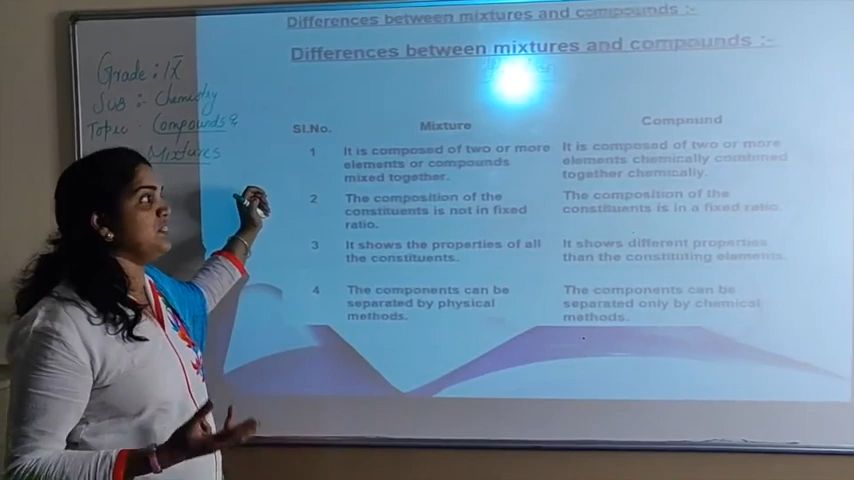 Differences between mixtures and compounds :-
Differences between mixtures and compounds :-
Grade : IX
Sub :- Chemistry
Topic : Compounds &
Mixtures
Sl.No. Mixture Compound
1 It is composed of two or more elements or compounds mixed together. It is composed of two or more elements chemically combined together chemically.
2 The composition of the constituents is not in fixed ratio. The composition of the constituents is in a fixed ratio.
3 It shows the properties of all the constituents. It shows different properties than the constituting elements.
4 The components can be separated by physical methods. The components can be separated only by chemical methods.